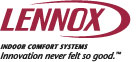 LENNOX
INDOOR COMFORT SYSTEMS
Innovation never felt so good.™